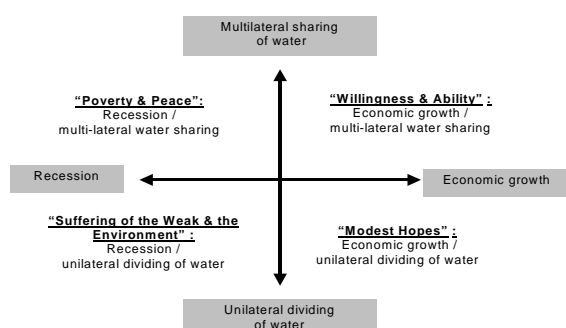 Multilateral sharing
of water
"Poverty & Peace":
Recession /
multi-lateral water sharing
"Willingness & Ability" :
Economic growth /
multi-lateral water sharing
Recession
Economic growth
"Suffering of the Weak & the
Environment" :
Recession /
unilateral dividing of water
"Modest Hopes" :
Economic growth /
unilateral dividing of water
Unilateral dividing
of water